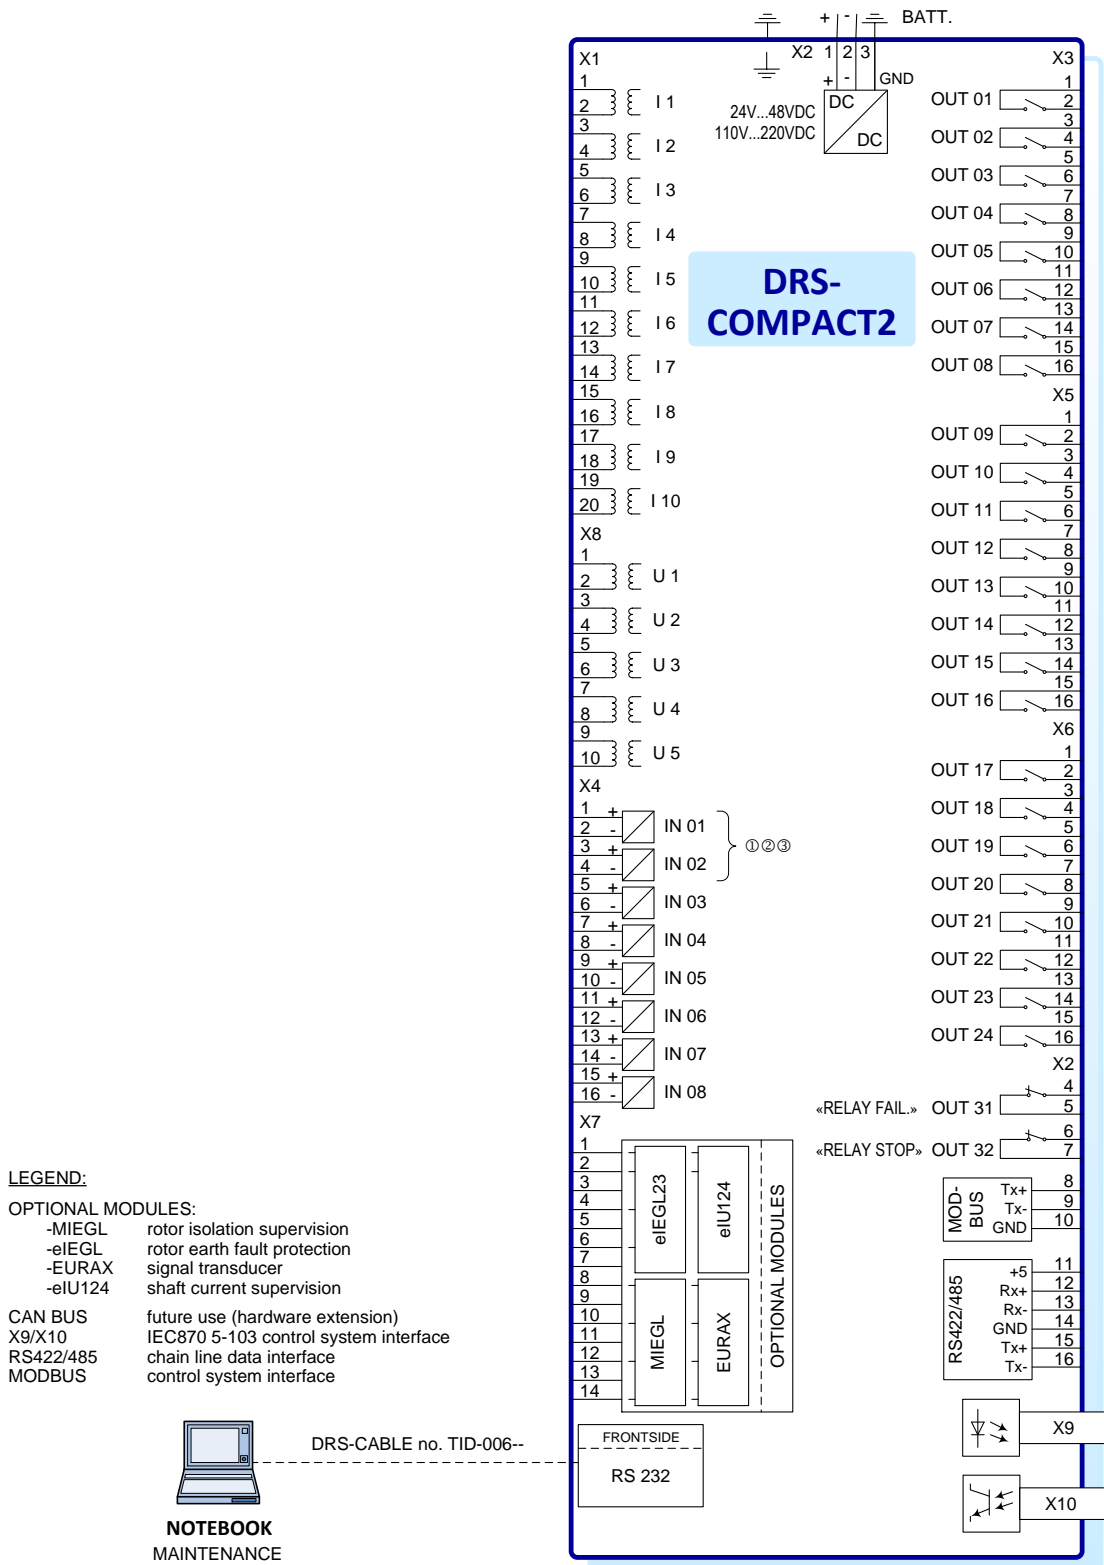 + - BATT.
X2 1 2 3
+ - GND
24V...48VDC
110V...220VDC
DC
DC
DRS-
COMPACT2
X1
1
2 I 1
3
4 I 2
5
6 I 3
7
8 I 4
9
10 I 5
11
12 I 6
13
14 I 7
15
16 I 8
17
18 I 9
19
20 I 10
X8
1
2 U 1
3
4 U 2
5
6 U 3
7
8 U 4
9
10 U 5
X4
1 +
2 - IN 01
3 +
4 - IN 02
①②③
5 +
6 - IN 03
7 +
8 - IN 04
9 +
10 - IN 05
11 +
12 - IN 06
13 +
14 - IN 07
15 +
16 - IN 08
X7
1
2
3
4
5
6
7
8
9
10
11
12
13
14
eIEGL23
eIU124
MIEGL
EURAX
OPTIONAL MODULES
FRONTSIDE
RS 232
X3
1
OUT 01 2
3
OUT 02 4
5
OUT 03 6
7
OUT 04 8
9
OUT 05 10
11
OUT 06 12
13
OUT 07 14
15
OUT 08 16
X5
1
OUT 09 2
3
OUT 10 4
5
OUT 11 6
7
OUT 12 8
9
OUT 13 10
11
OUT 14 12
13
OUT 15 14
15
OUT 16 16
X6
1
OUT 17 2
3
OUT 18 4
5
OUT 19 6
7
OUT 20 8
9
OUT 21 10
11
OUT 22 12
13
OUT 23 14
15
OUT 24 16
X2
4
«RELAY FAIL.» OUT 31 5
6
«RELAY STOP» OUT 32 7
MOD-
BUS
Tx+ 8
Tx- 9
GND 10
RS422/485
+5 11
Rx+ 12
Rx- 13
GND 14
Tx+ 15
Tx- 16
X9
X10
LEGEND:
OPTIONAL MODULES:
-MIEGL rotor isolation supervision
-eIEGL rotor earth fault protection
-EURAX signal transducer
-eIU124 shaft current supervision
CAN BUS future use (hardware extension)
X9/X10 IEC870 5-103 control system interface
RS422/485 chain line data interface
MODBUS control system interface
DRS-CABLE no. TID-006--
NOTEBOOK
MAINTENANCE